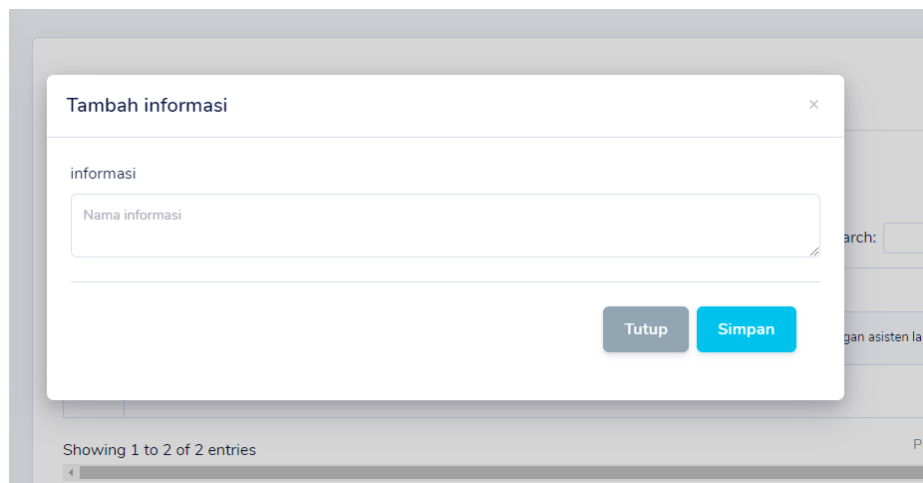 Tambah informasi ×
informasi
Nama informasi
arch:
Tutup Simpan
gan asisten la
Showing 1 to 2 of 2 entries
P